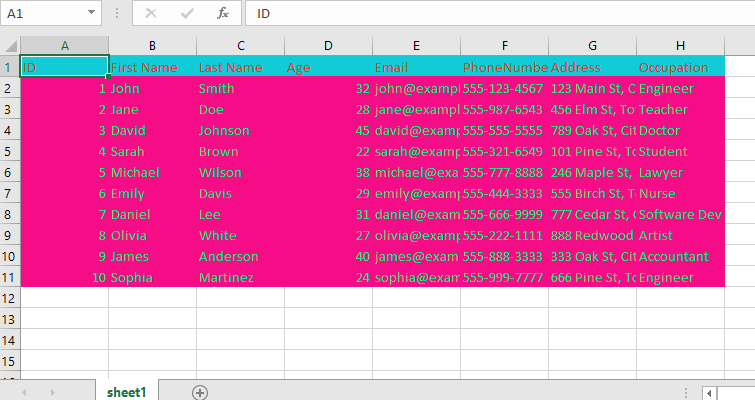 A1 fx ID
A B C D E F G H
1 ID First Name Last Name Age Email PhoneNumbe Address Occupation
2 1 John Smith 32 john@exampl 555-123-4567 123 Main St, C Engineer
3 2 Jane Doe 28 jane@exampl 555-987-6543 456 Elm St, To Teacher
4 3 David Johnson 45 david@examp 555-555-5555 789 Oak St, Cit Doctor
5 4 Sarah Brown 22 sarah@examp 555-321-6549 101 Pine St, To Student
6 5 Michael Wilson 38 michael@exa 555-777-8888 246 Maple St, Lawyer
7 6 Emily Davis 29 emily@examp 555-444-3333 555 Birch St, T Nurse
8 7 Daniel Lee 31 daniel@exam 555-666-9999 777 Cedar St, Software Dev
9 8 Olivia White 27 olivia@examp 555-222-1111 888 Redwood Artist
10 9 James Anderson 40 james@exam 555-888-3333 333 Oak St, Cit Accountant
11 10 Sophia Martinez 24 sophia@exam 555-999-7777 666 Pine St, To Engineer
12
13
14
15
sheet1